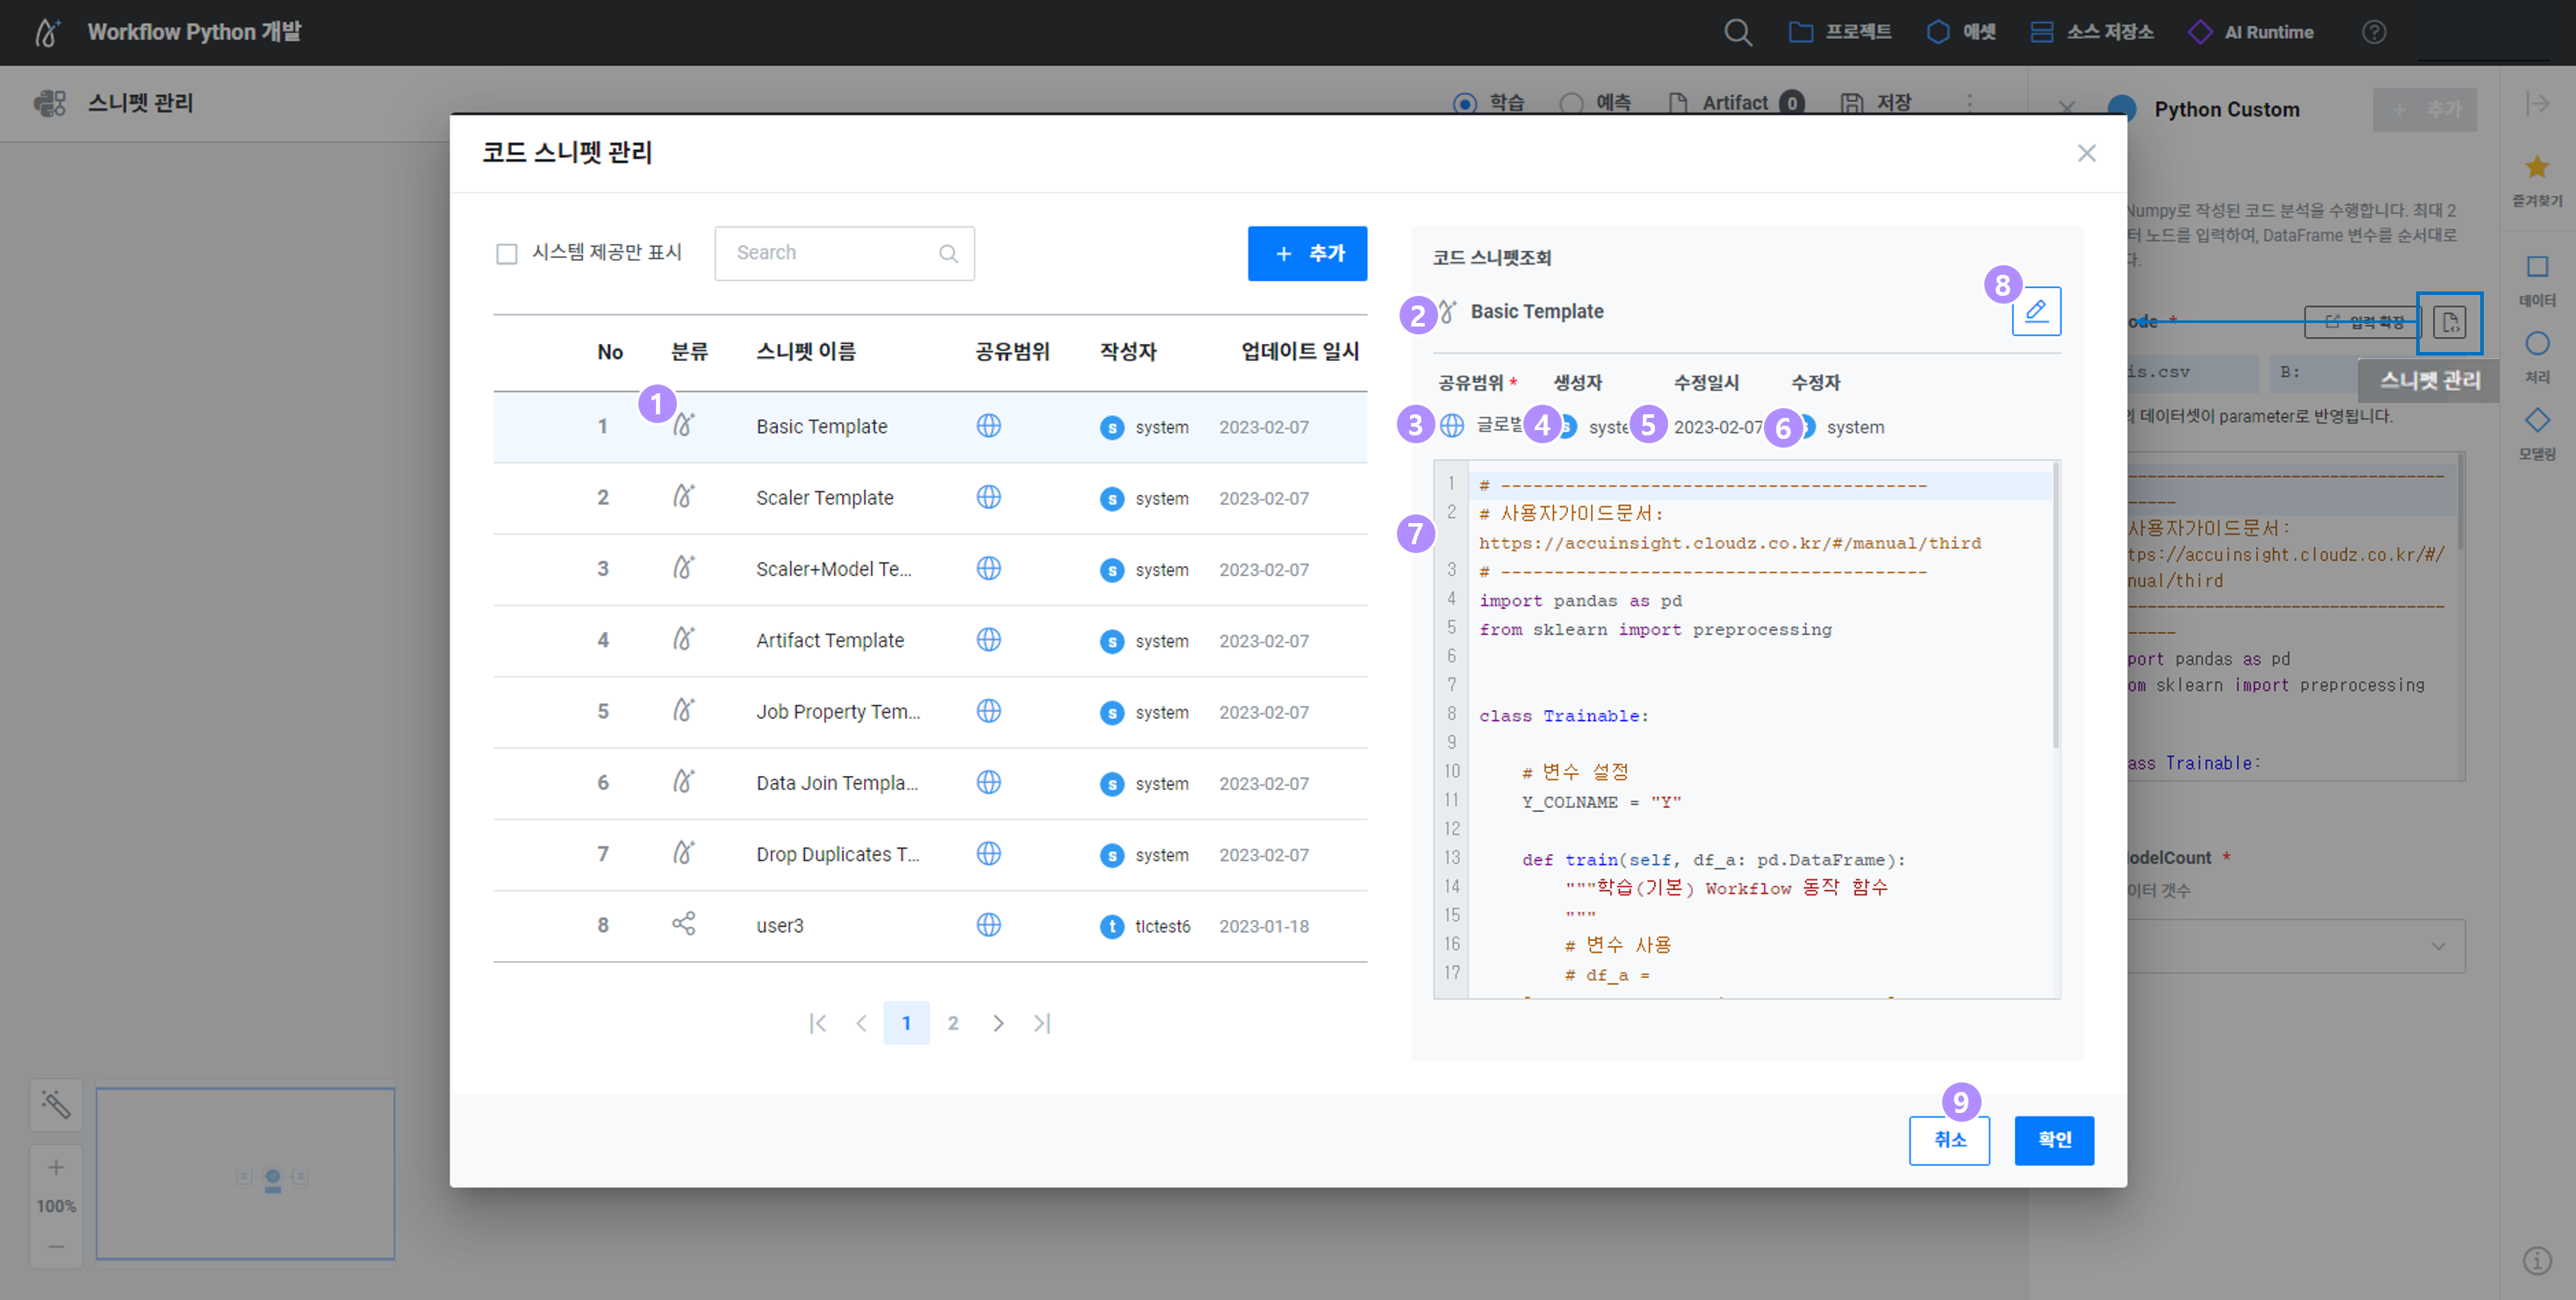 Workflow Python 개발
프로젝트
애셋
소스 저장소
AI Runtime
스니펫 관리
학습
예측
Artifact 0
저장
Python Custom
+ 추가
코드 스니펫 관리
시스템 제공만 표시
Search
+ 추가
No 분류 스니펫 이름 공유범위 작성자 업데이트 일시
1 Basic Template s system 2023-02-07
2 Scaler Template s system 2023-02-07
3 Scaler+Model Te... s system 2023-02-07
4 Artifact Template s system 2023-02-07
5 Job Property Tem... s system 2023-02-07
6 Data Join Templa... s system 2023-02-07
7 Drop Duplicates T... s system 2023-02-07
8 user3 t tlctest6 2023-01-18
1 2
1
코드 스니펫조회
2 Basic Template
8
공유범위 * 생성자 수정일시 수정자
3 글로벌 4 s syste 5 2023-02-07 6 system
7
1 # ----------------------------------------
2 # 사용자가이드문서:
https://accuinsight.cloudz.co.kr/#/manual/third
3 # ----------------------------------------
4 import pandas as pd
5 from sklearn import preprocessing
6
7
8 class Trainable:
9
10 # 변수 설정
11 Y_COLNAME = "Y"
12
13 def train(self, df_a: pd.DataFrame):
14 """학습(기본) Workflow 동작 함수
15 """
16 # 변수 사용
17 # df_a =
9
취소
확인
Numpy로 작성된 코드 분석을 수행합니다. 최대 2
터 노드를 입력하여, DataFrame 변수를 순서대로
다.
ode *
입력 확장
is.csv
B:
스니펫 관리
의 데이터셋이 parameter로 반영됩니다.
------------------------------
-----
사용자가이드문서:
tps://accuinsight.cloudz.co.kr/#/
nual/third
------------------------------
-----
port pandas as pd
om sklearn import preprocessing
ass Trainable:
odelCount *
이터 갯수
즐겨찾기
데이터
처리
모델링
+
100%
−